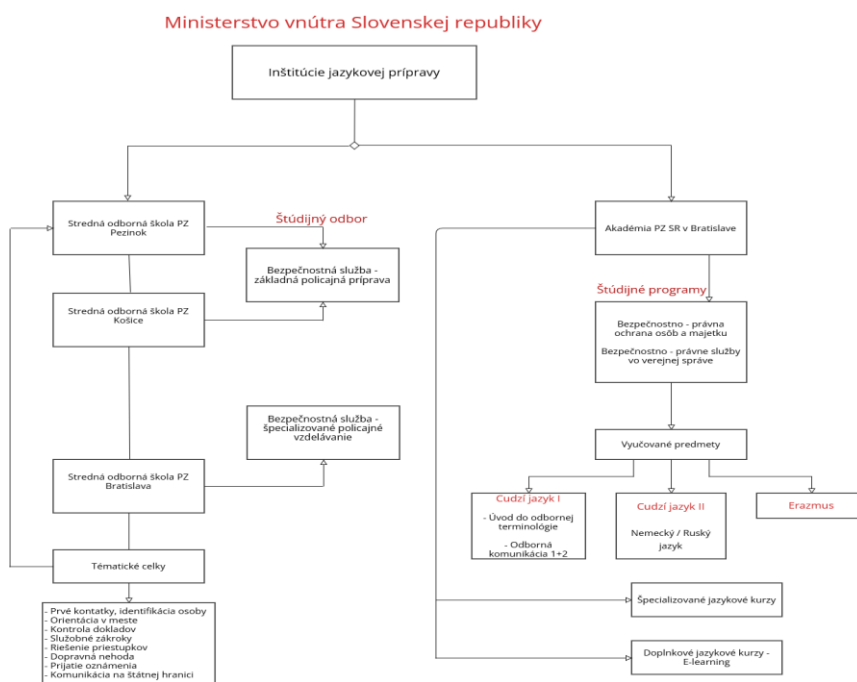 Ministerstvo vnútra Slovenskej republiky
Inštitúcie jazykovej prípravy
Stredná odborná škola PZ
Pezinok
Štúdijný odbor
Bezpečnostná služba -
základná policajná príprava
Stredná odborná škola PZ
Košice
Bezpečnostná služba -
špecializované policajné
vzdelávanie
Stredná odborná škola PZ
Bratislava
Tématické celky
- Prvé kontakty, identifikácia osoby
- Orientácia v meste
- Kontrola dokladov
- Služobné zákroky
- Riešenie priestupkov
- Dopravná nehoda
- Prijatie oznámenia
- Komunikácia na štátnej hranici
Akadémia PZ SR v Bratislave
Štúdijné programy
Bezpečnostno - právna
ochrana osôb a majetku
Bezpečnostno - právne služby
vo verejnej správe
Vyučované predmety
Cudzí jazyk I
- Úvod do odbornej
terminológie
- Odborná
komunikácia 1+2
Cudzí jazyk II
Nemecký / Ruský
jazyk
Erazmus
Špecializované jazykové kurzy
Doplnkové jazykové kurzy -
E-learning